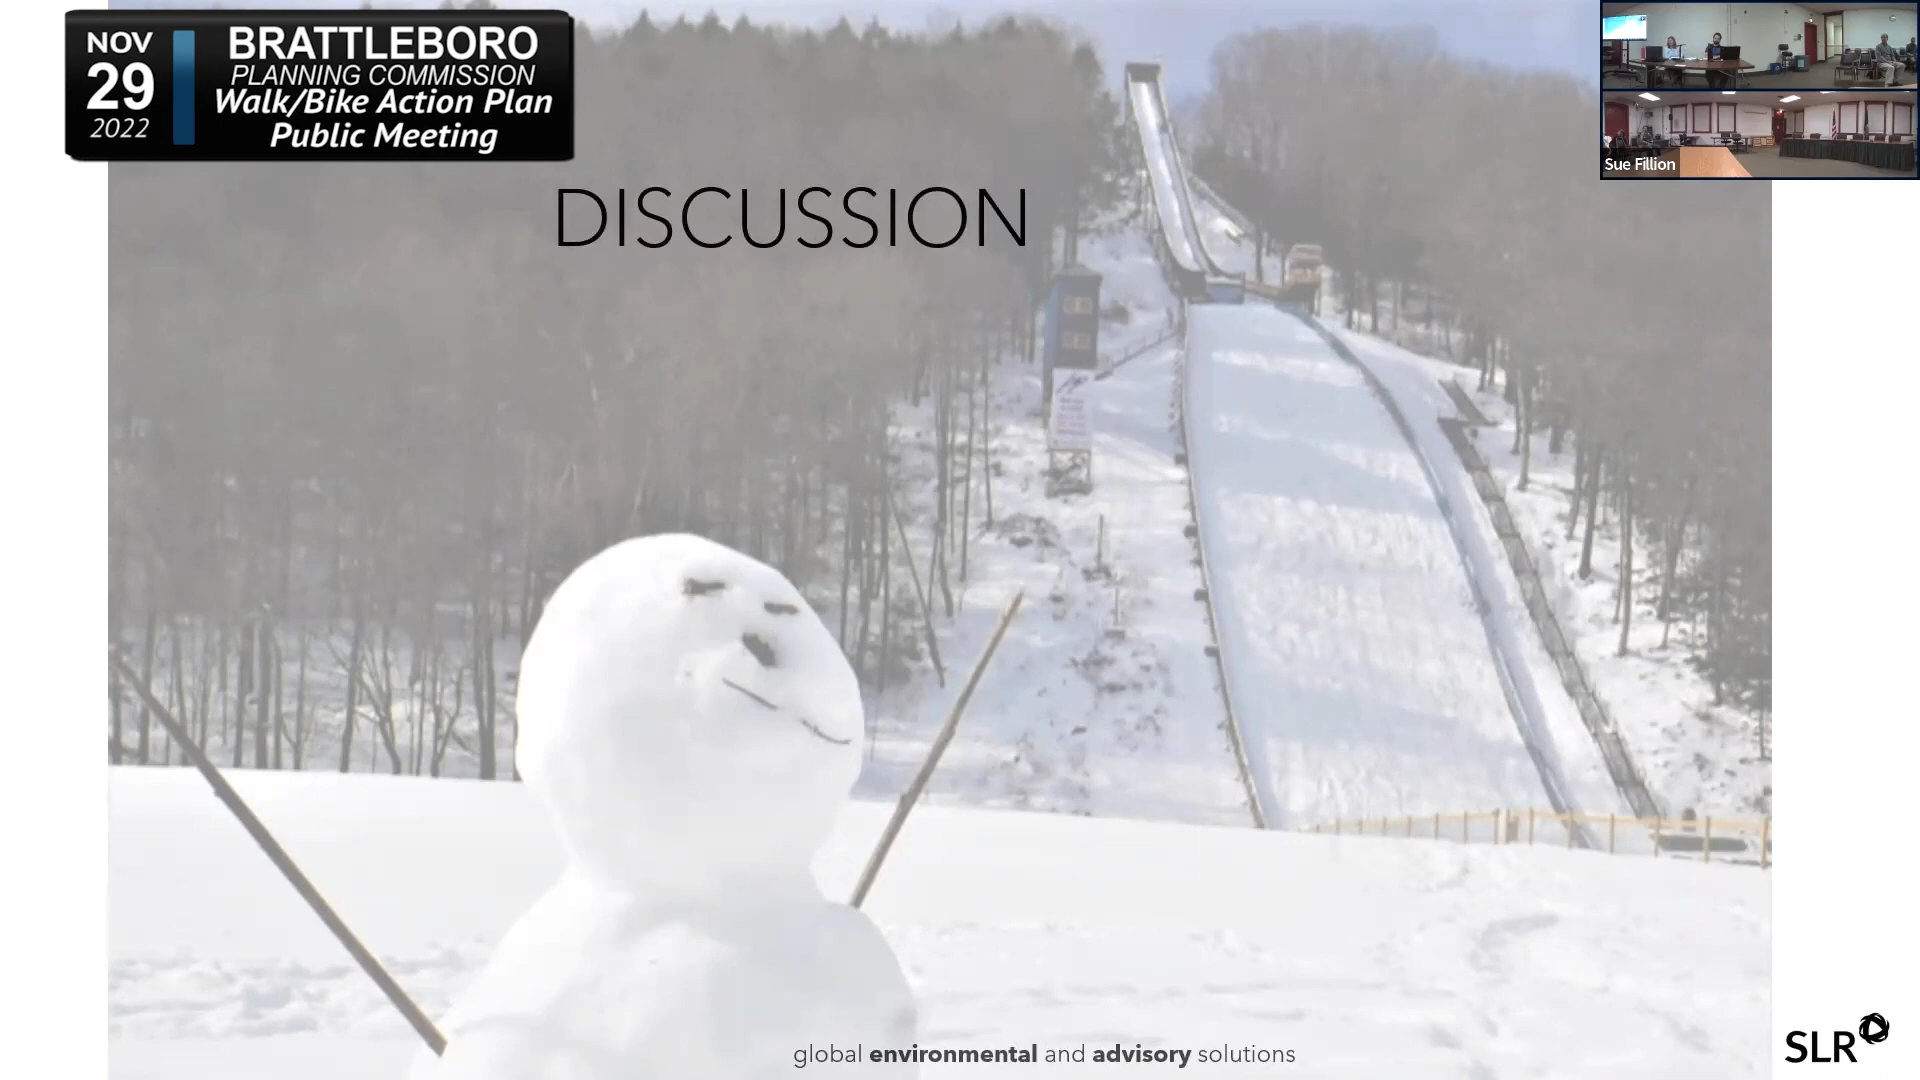 NOV
29
2022
BRATTLEBORO
PLANNING COMMISSION
Walk/Bike Action Plan
Public Meeting
Sue Fillion
DISCUSSION
global environmental and advisory solutions
SLR